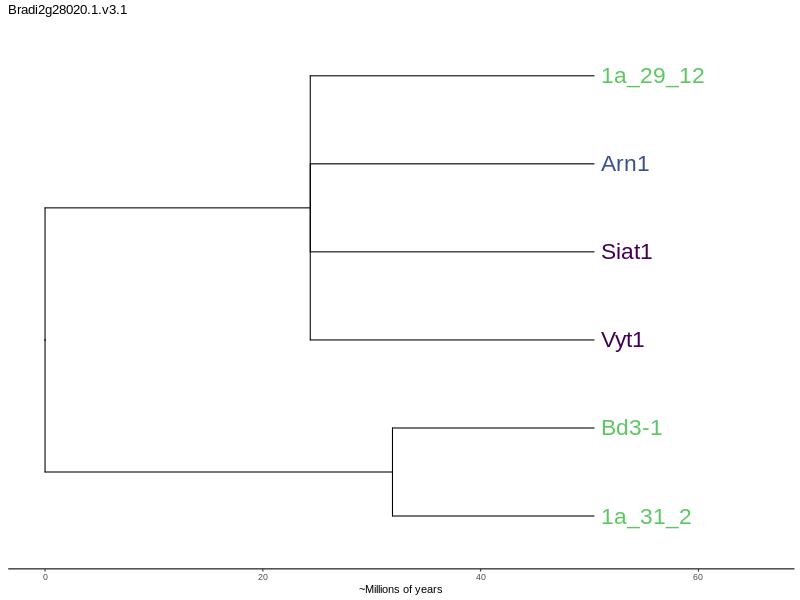 Bradi2g28020.1.v3.1
1a_29_12
Arn1
Siat1
Vyt1
Bd3-1
1a_31_2
0 20 40 60
~Millions of years